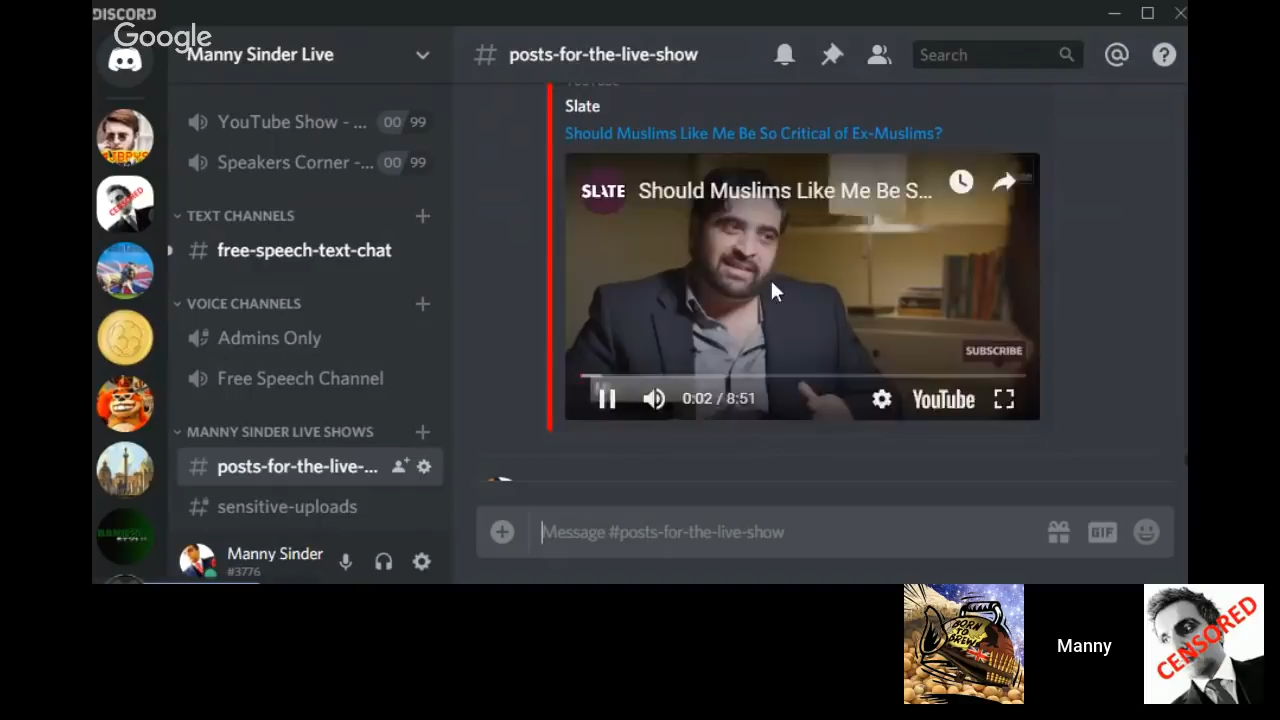 DISCORD
Google
Manny Sinder Live
# posts-for-the-live-show
Search
YouTube Show - ... 00 99
Speakers Corner -... 00 99
TEXT CHANNELS
# free-speech-text-chat
VOICE CHANNELS
Admins Only
Free Speech Channel
MANNY SINDER LIVE SHOWS
# posts-for-the-live-...
# sensitive-uploads
Manny Sinder
#3776
Slate
Should Muslims Like Me Be So Critical of Ex-Muslims?
SLATE Should Muslims Like Me Be S...
SUBSCRIBE
0:02 / 8:51
YouTube
Message #posts-for-the-live-show
GIF
CENSORED
BORN
TO
BREW
Manny
CENSORED